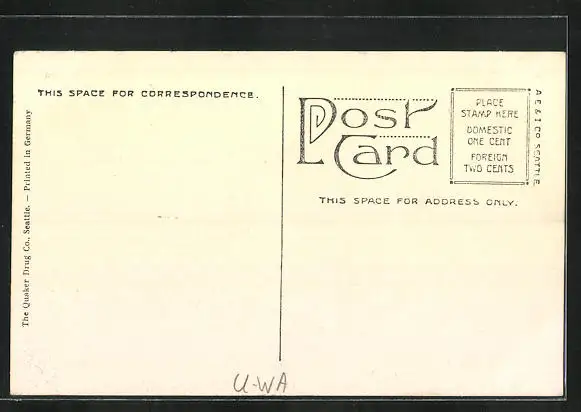 THIS SPACE FOR CORRESPONDENCE.
Post Card
PLACE
STAMP HERE
DOMESTIC
ONE CENT
FOREIGN
TWO CENTS
A E & I CO SEATTLE
THIS SPACE FOR ADDRESS ONLY.
The Quaker Drug Co., Seattle. — Printed in Germany
U-WA